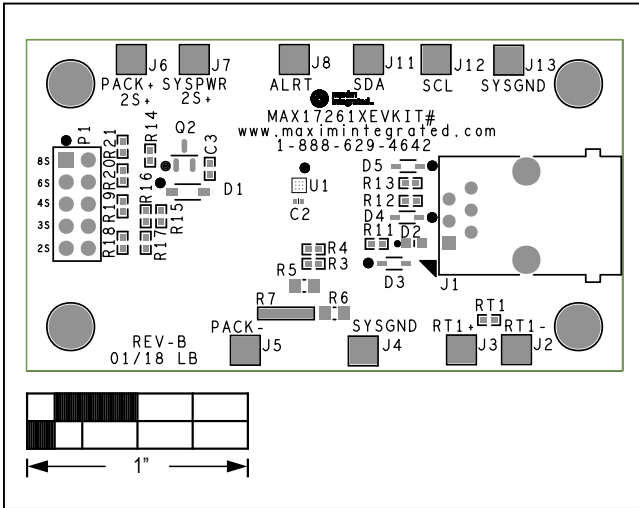 J6
J7
J8
J11
J12
J13
PACK+
2S+
SYSPWR
2S+
ALRT
SDA
SCL
SYSGND
maxim
integrated™
MAX17261XEVKIT#
www.maximintegrated.com
1-888-629-4642
P1
8S
6S
4S
3S
2S
R21
R20
R19
R18
R14
R16
R17
R15
Q2
C3
D1
U1
C2
D5
R13
R12
D4
R11
D2
D3
J1
R4
R3
R5
R7
R6
RT1
PACK-
SYSGND
RT1+
RT1-
J5
J4
J3
J2
REV-B
01/18 LB
1”